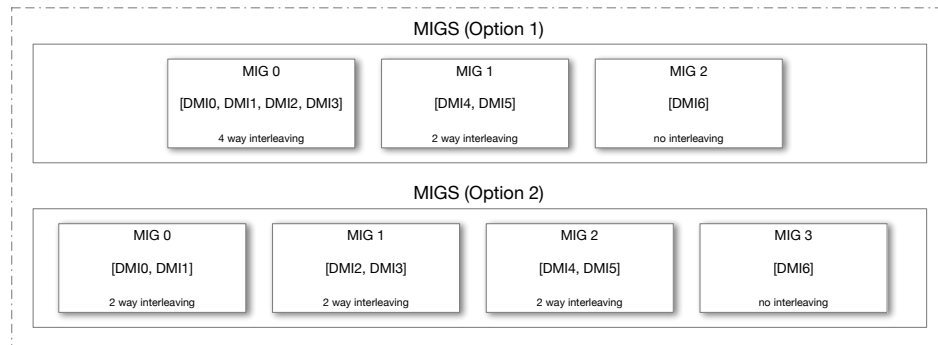 MIGS (Option 1)
MIG 0
[DMI0, DMI1, DMI2, DMI3]
4 way interleaving
MIG 1
[DMI4, DMI5]
2 way interleaving
MIG 2
[DMI6]
no interleaving
MIGS (Option 2)
MIG 0
[DMI0, DMI1]
2 way interleaving
MIG 1
[DMI2, DMI3]
2 way interleaving
MIG 2
[DMI4, DMI5]
2 way interleaving
MIG 3
[DMI6]
no interleaving